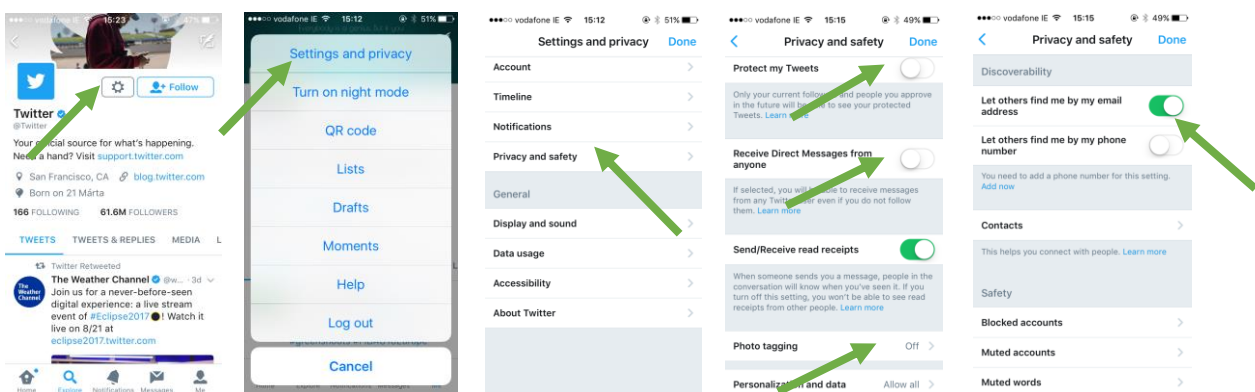 15:23
47%
Follow
Twitter
@Twitter
Your official source for what's happening.
Need a hand? Visit support.twitter.com
San Francisco, CA blog.twitter.com
Born on 21 Márta
166 FOLLOWING 61.6M FOLLOWERS
TWEETS TWEETS & REPLIES MEDIA L
Twitter Retweeted
The Weather Channel @w... · 3d
The Weather Channel
Join us for a never-before-seen
digital experience: a live stream
event of #Eclipse2017! Watch it
live on 8/21 at
eclipse2017.twitter.com
Home Explore Notifications Messages Me
vodafone IE 15:12 51%
Settings and privacy
Turn on night mode
QR code
Lists
Drafts
Moments
Help
Log out
Cancel
vodafone IE 15:12 51%
Settings and privacy Done
Account
Timeline
Notifications
Privacy and safety
General
Display and sound
Data usage
Accessibility
About Twitter
vodafone IE 15:15 49%
Privacy and safety Done
Protect my Tweets
Only your current followers and people you approve
in the future will be able to see your protected
Tweets. Learn more
Receive Direct Messages from
anyone
If selected, you will be able to receive messages
from any Twitter user even if you do not follow
them. Learn more
Send/Receive read receipts
When someone sends you a message, people in the
conversation will know when you've seen it. If you
turn off this setting, you won't be able to see read
receipts from other people. Learn more
Photo tagging Off
Personalization and data Allow all
vodafone IE 15:15 49%
Privacy and safety Done
Discoverability
Let others find me by my email
address
Let others find me by my phone
number
You need to add a phone number for this setting.
Add now
Contacts
This helps you connect with people. Learn more
Safety
Blocked accounts
Muted accounts
Muted words